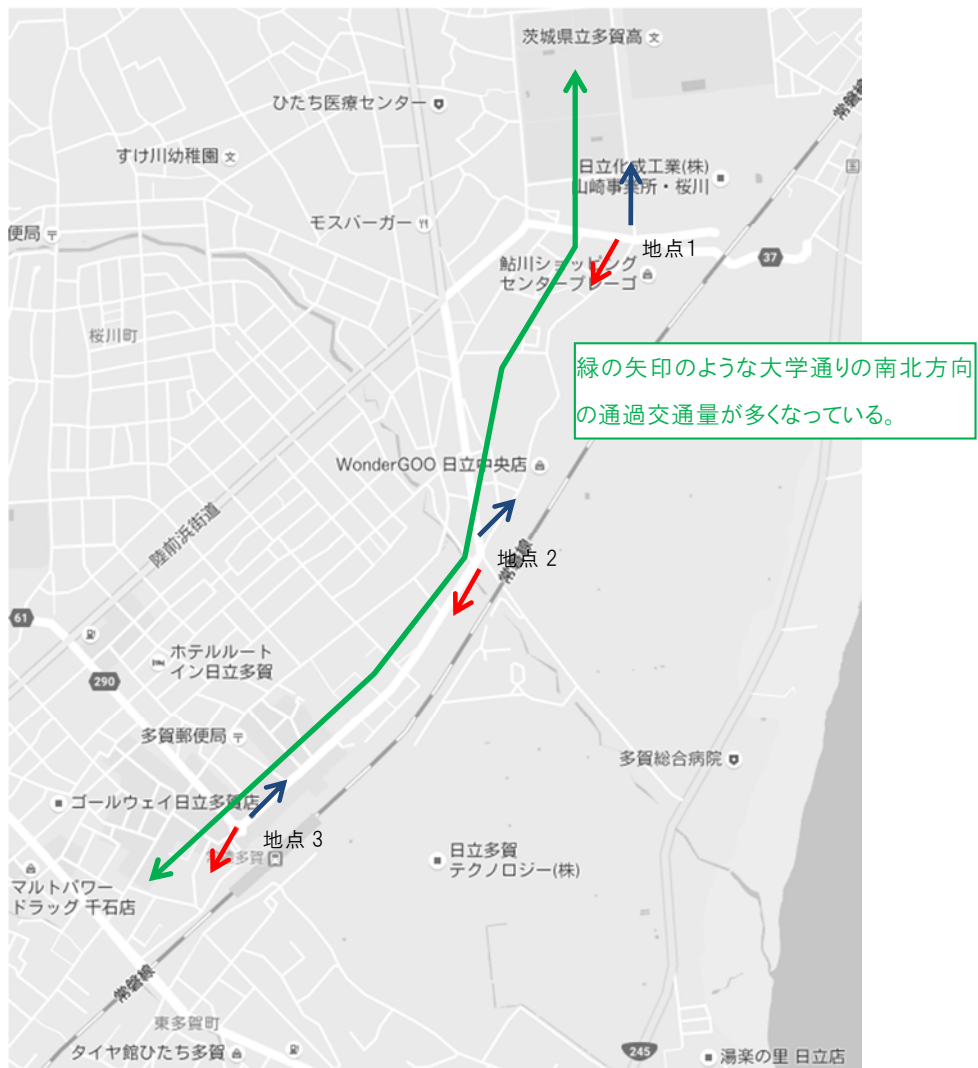 茨城県立多賀高
ひたち医療センター
常磐線
すけ川幼稚園
日立化成工業(株)
山崎事業所・桜川
モスバーガー
便局
地点1
37
鮎川ショッピング
センタープレーゴ
桜川町
緑の矢印のような大学通りの南北方向
の通過交通量が多くなっている。
WonderGOO 日立中央店
陸前浜街道
地点 2
常磐線
61
ホテルルート
イン日立多賀
290
多賀郵便局
多賀総合病院
ゴールウェイ日立多賀店
地点 3
多賀
日立多賀
テクノロジー(株)
マルトパワー
ドラッグ 千石店
常磐線
東多賀町
タイヤ館ひたち多賀
245
湯楽の里 日立店